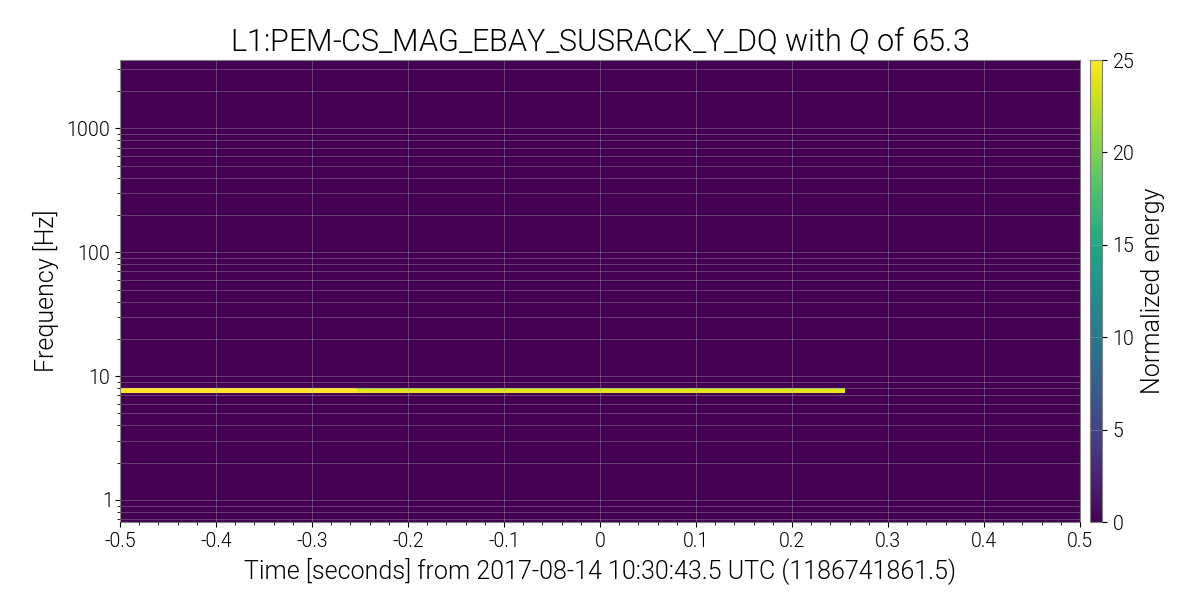 L1:PEM-CS_MAG_EBAY_SUSRACK_Y_DQ with Q of 65.3
Frequency [Hz]
1000
100
10
1
-0.5 -0.4 -0.3 -0.2 -0.1 0 0.1 0.2 0.3 0.4 0.5
Time [seconds] from 2017-08-14 10:30:43.5 UTC (1186741861.5)
25
20
15
10
5
0
Normalized energy